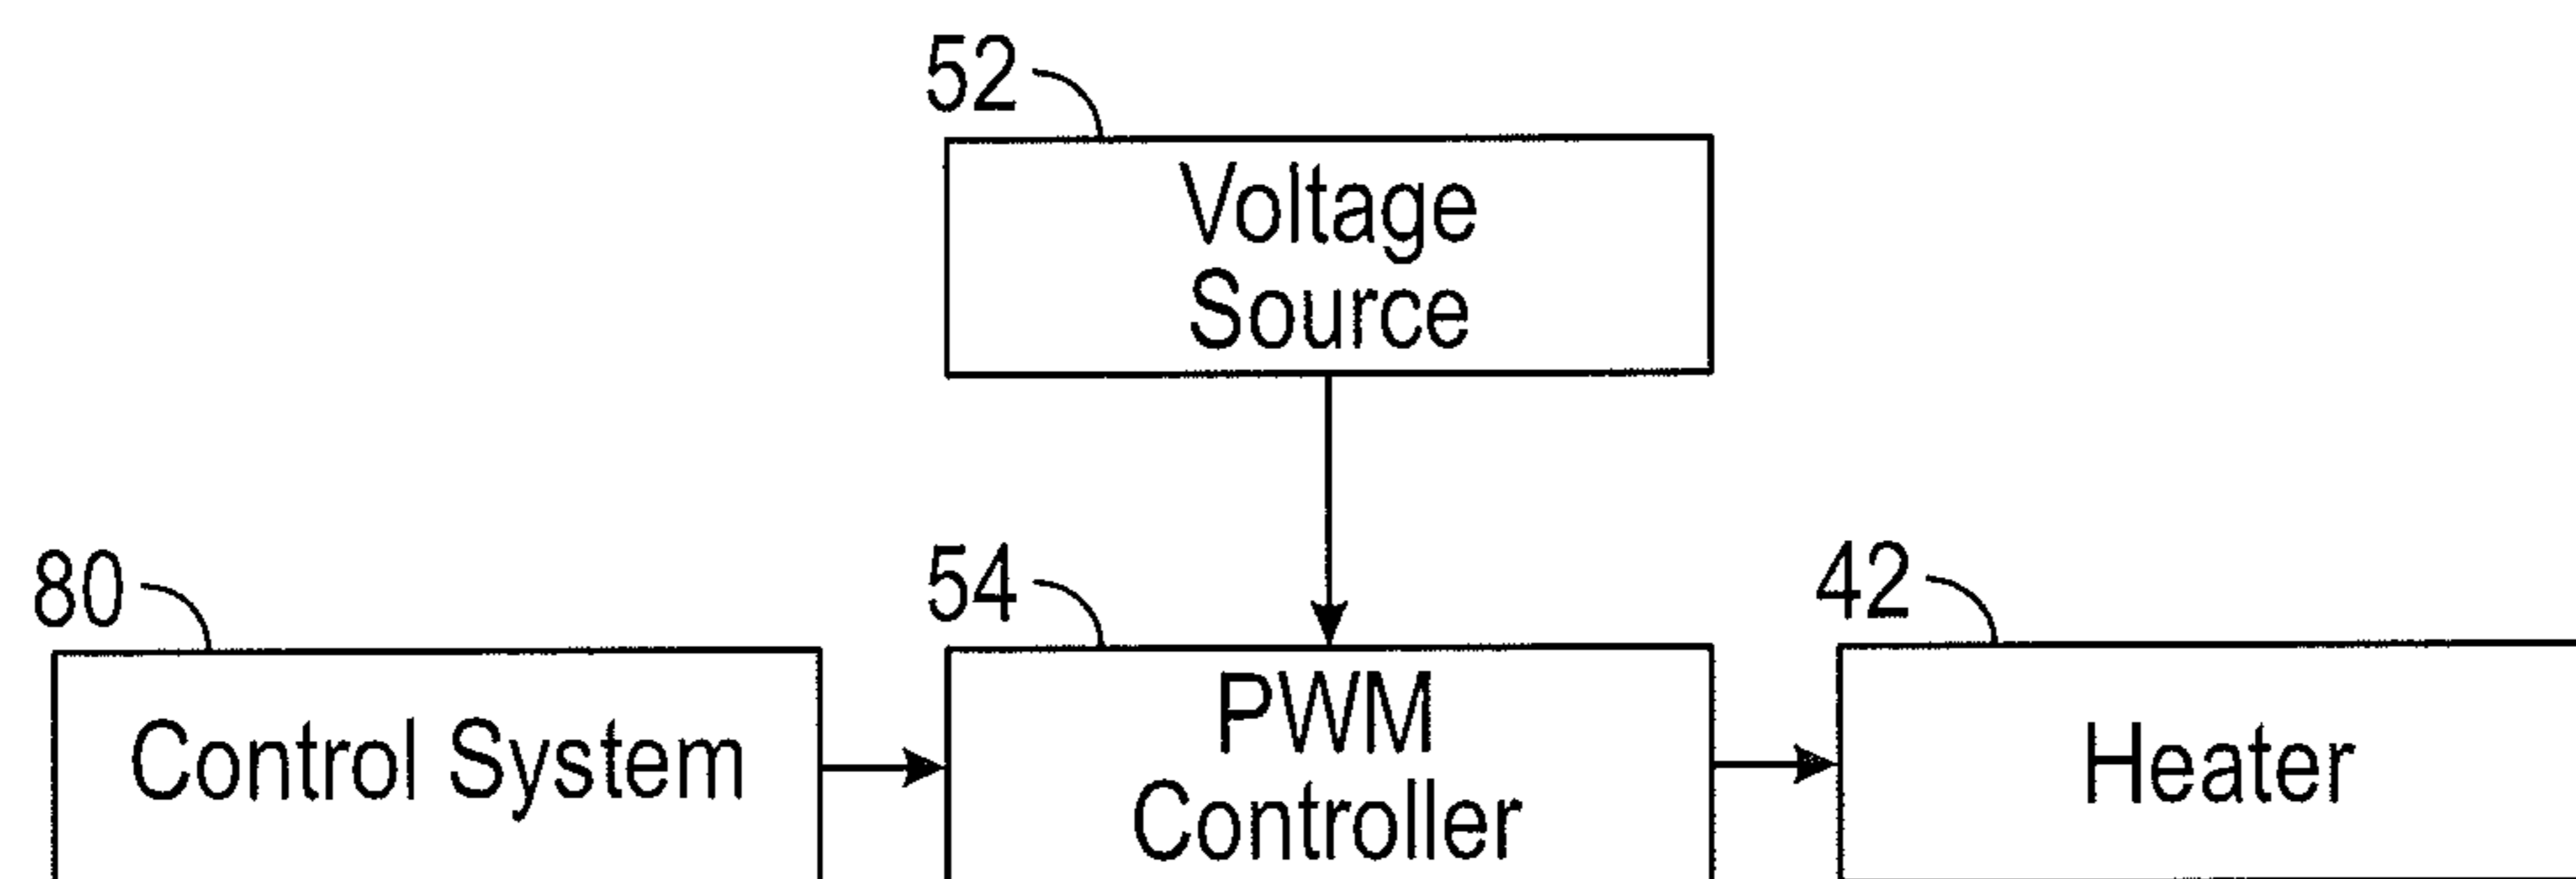 52
Voltage
Source
80
54
42
Control System
PWM
Controller
Heater